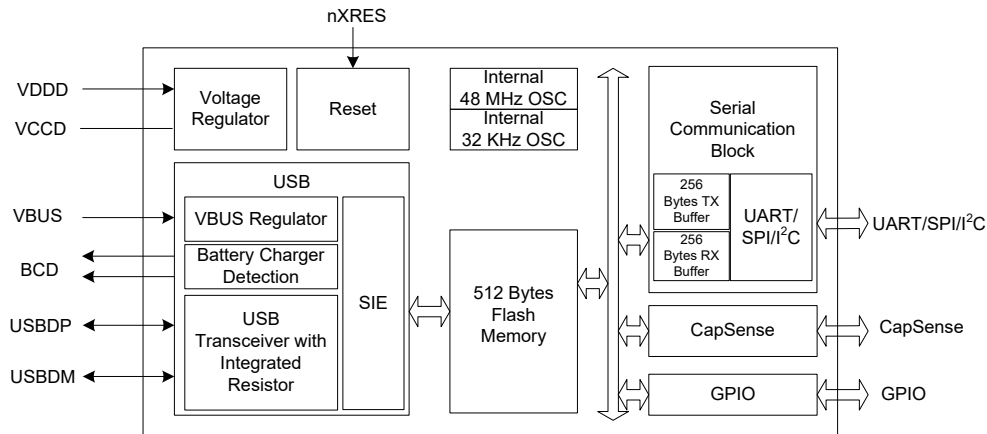 nXRES
VDDD
VCCD
Voltage
Regulator
Reset
Internal
48 MHz OSC
Internal
32 KHz OSC
Serial
Communication
Block
256
Bytes TX
Buffer
256
Bytes RX
Buffer
UART/
SPI/I²C
UART/SPI/I²C
USB
VBUS
VBUS Regulator
BCD
Battery Charger
Detection
SIE
USBDP
USBDM
USB
Transceiver with
Integrated
Resistor
512 Bytes
Flash
Memory
CapSense
CapSense
GPIO
GPIO